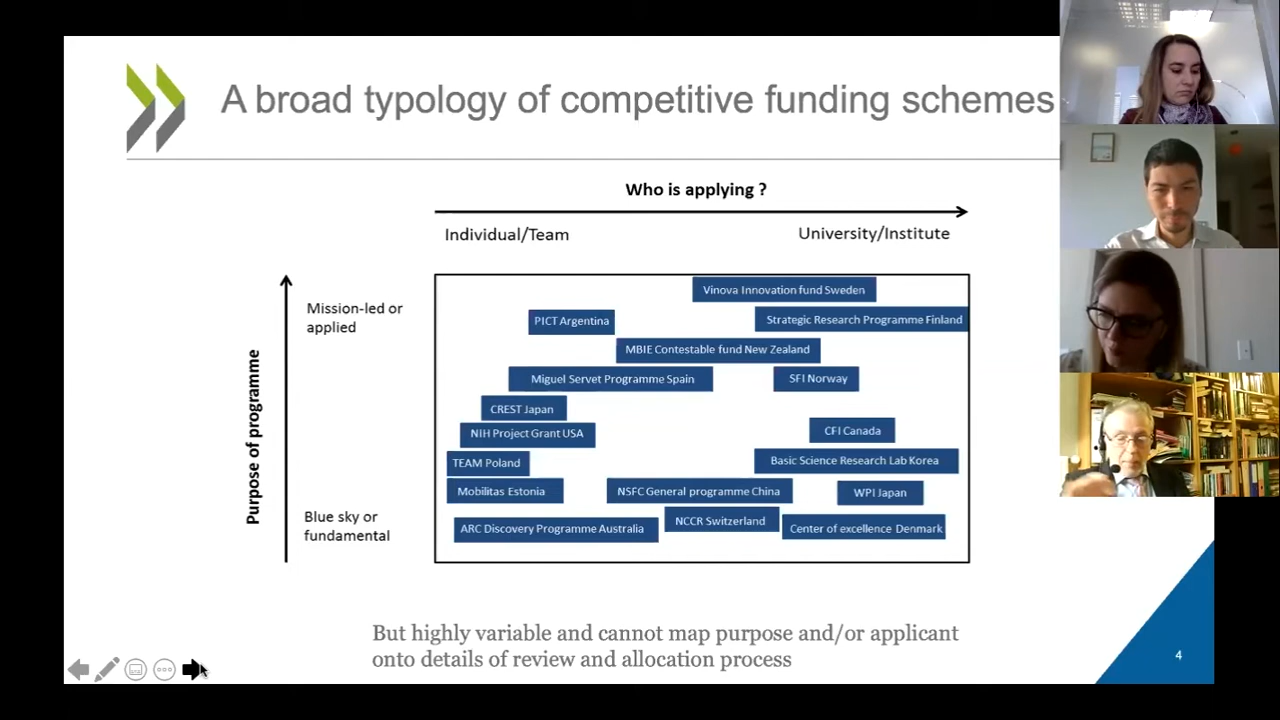 A broad typology of competitive funding schemes
Who is applying ?
Individual/Team
University/Institute
Purpose of programme
Mission-led or
applied
Blue sky or
fundamental
Vinova Innovation fund Sweden
PICT Argentina
Strategic Research Programme Finland
MBIE Contestable fund New Zealand
Miguel Servet Programme Spain
SFI Norway
CREST Japan
NIH Project Grant USA
CFI Canada
TEAM Poland
Basic Science Research Lab Korea
Mobilitas Estonia
NSFC General programme China
WPI Japan
ARC Discovery Programme Australia
NCCR Switzerland
Center of excellence Denmark
But highly variable and cannot map purpose and/or applicant
onto details of review and allocation process
4